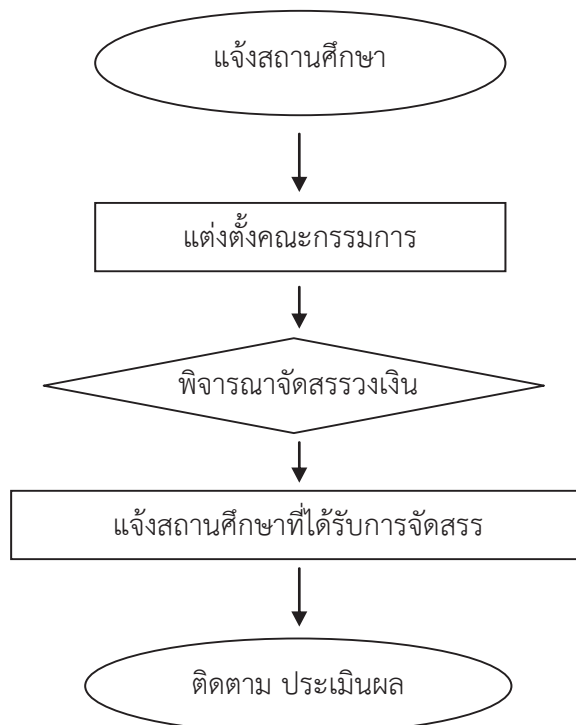 แจ้งสถานศึกษา
แต่งตั้งคณะกรรมการ
พิจารณาจัดสรรวงเงิน
แจ้งสถานศึกษาที่ได้รับการจัดสรร
ติดตาม ประเมินผล